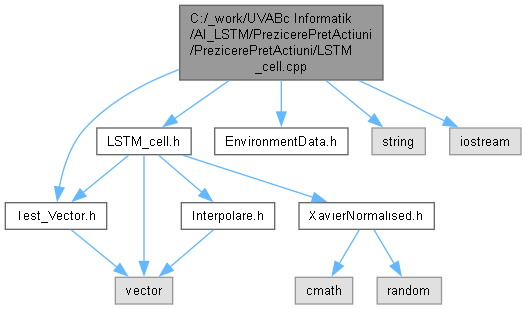 C:/_work/UVABc Informatik
/AI_LSTM/PrezicerePretActiuni
/PrezicerePretActiuni/LSTM
_cell.cpp
LSTM_cell.h
EnvironmentData.h
string
iostream
Test_Vector.h
Interpolare.h
XavierNormalised.h
vector
cmath
random